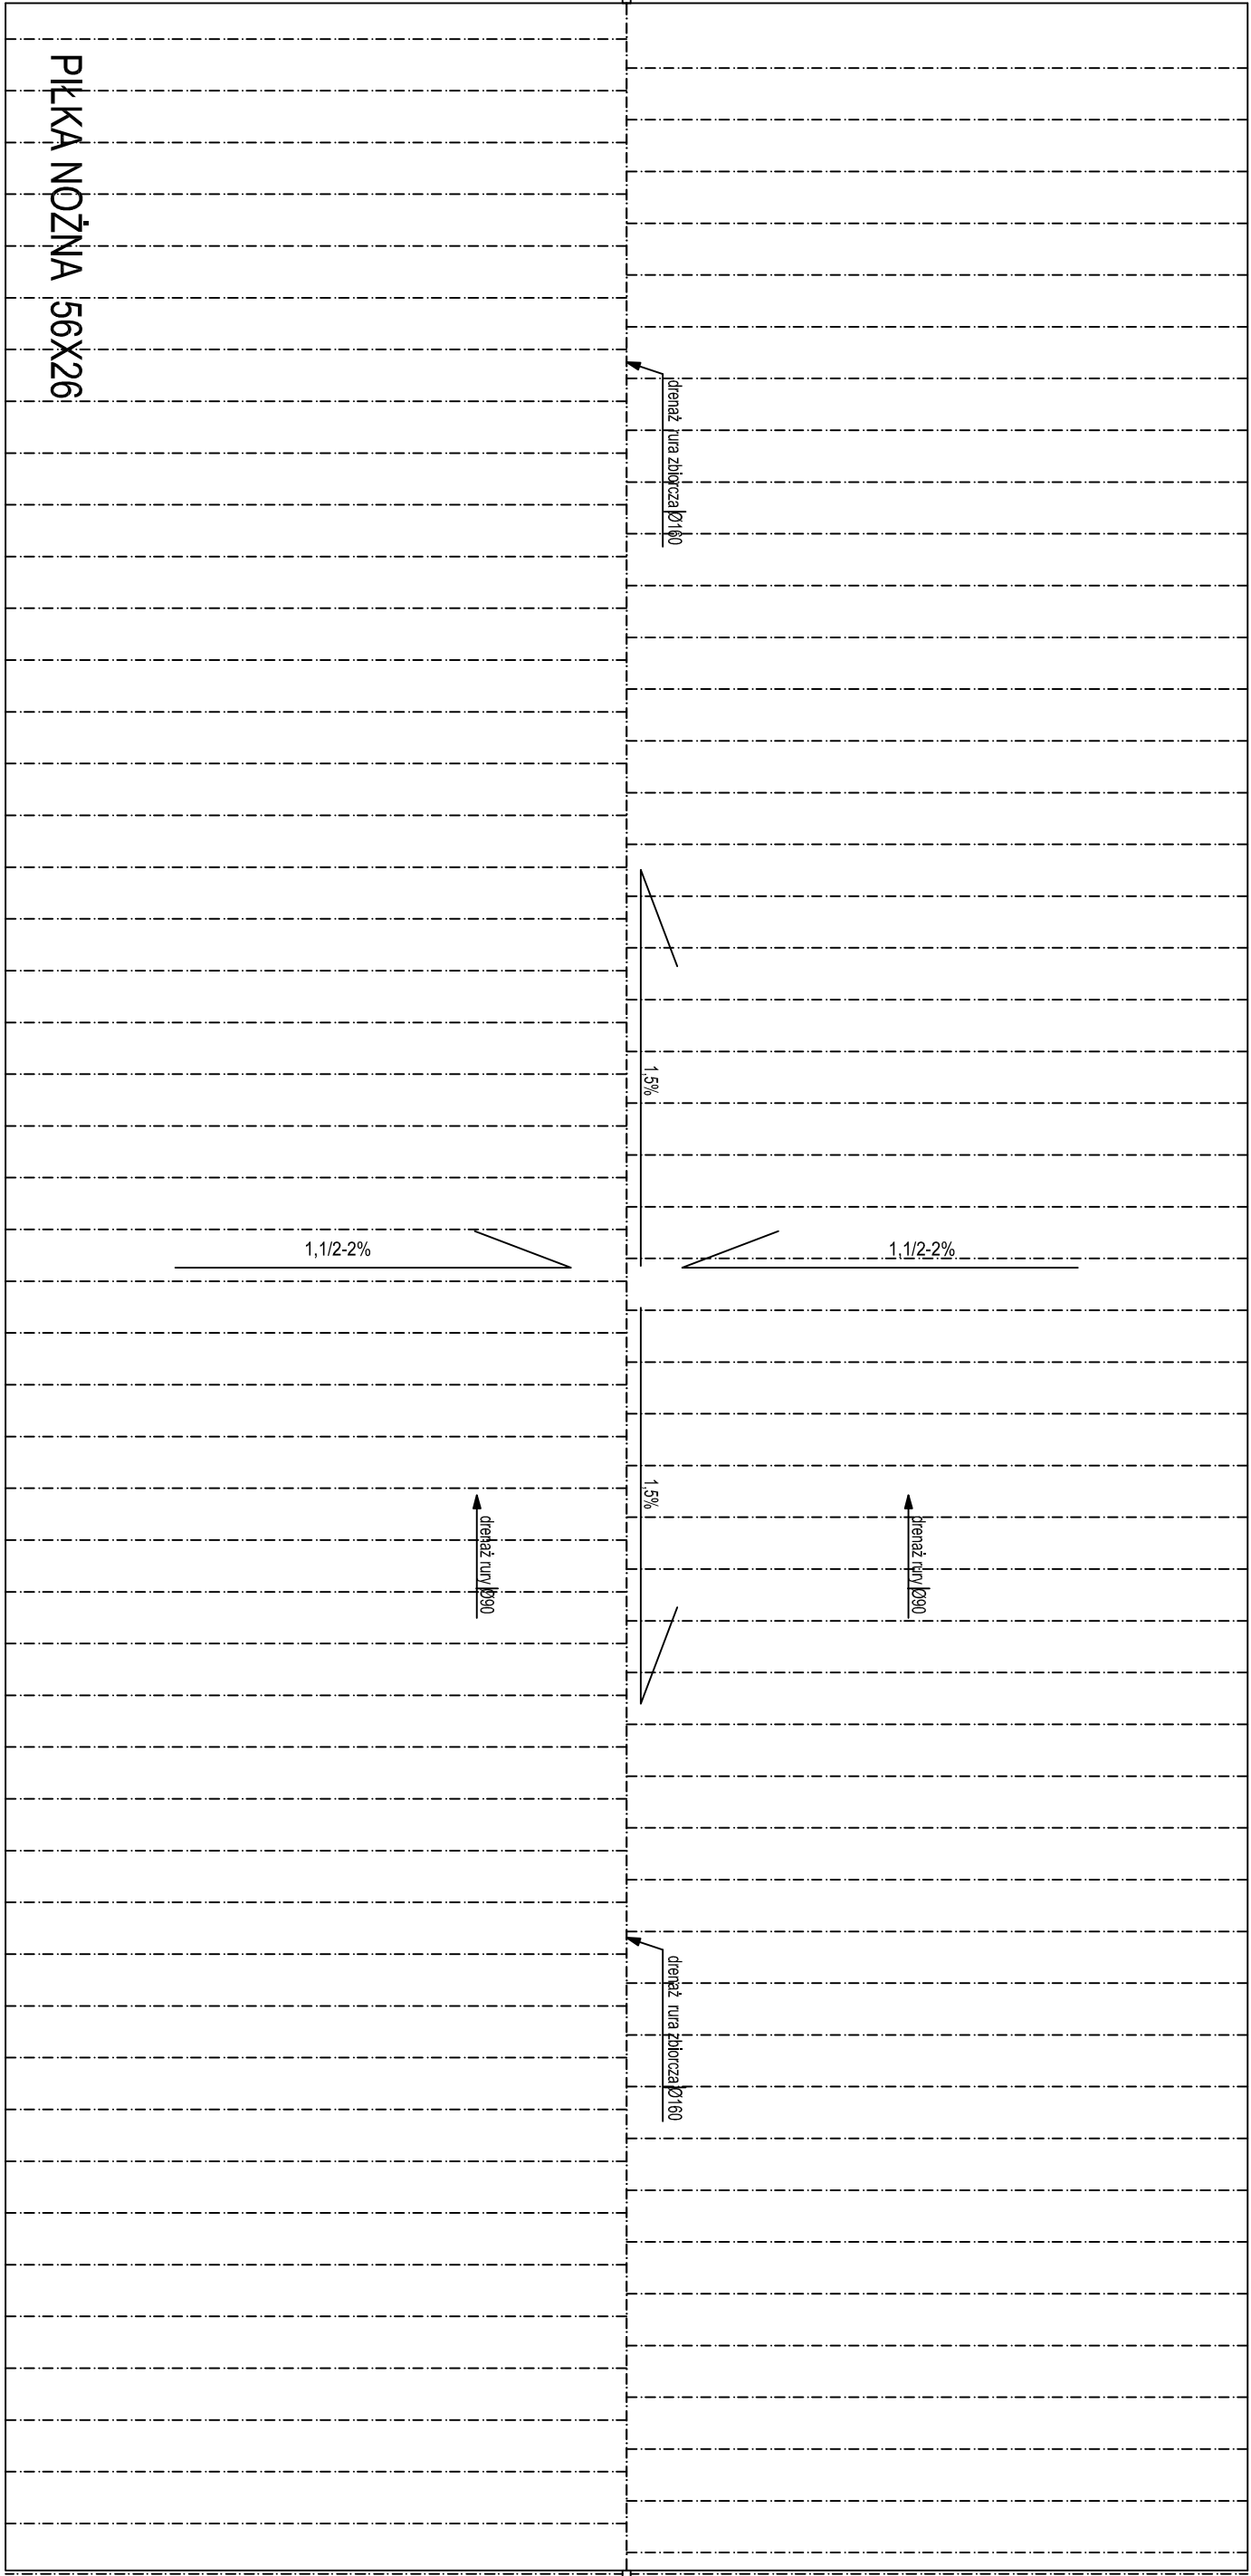 PIŁKA NOŻNA 56X26
drenaż rura zbiorcza Ø160
1,5%
1,1/2-2%
1,1/2-2%
1,5%
drenaż rury Ø90
drenaż rury Ø90
drenaż rura zbiorcza Ø160